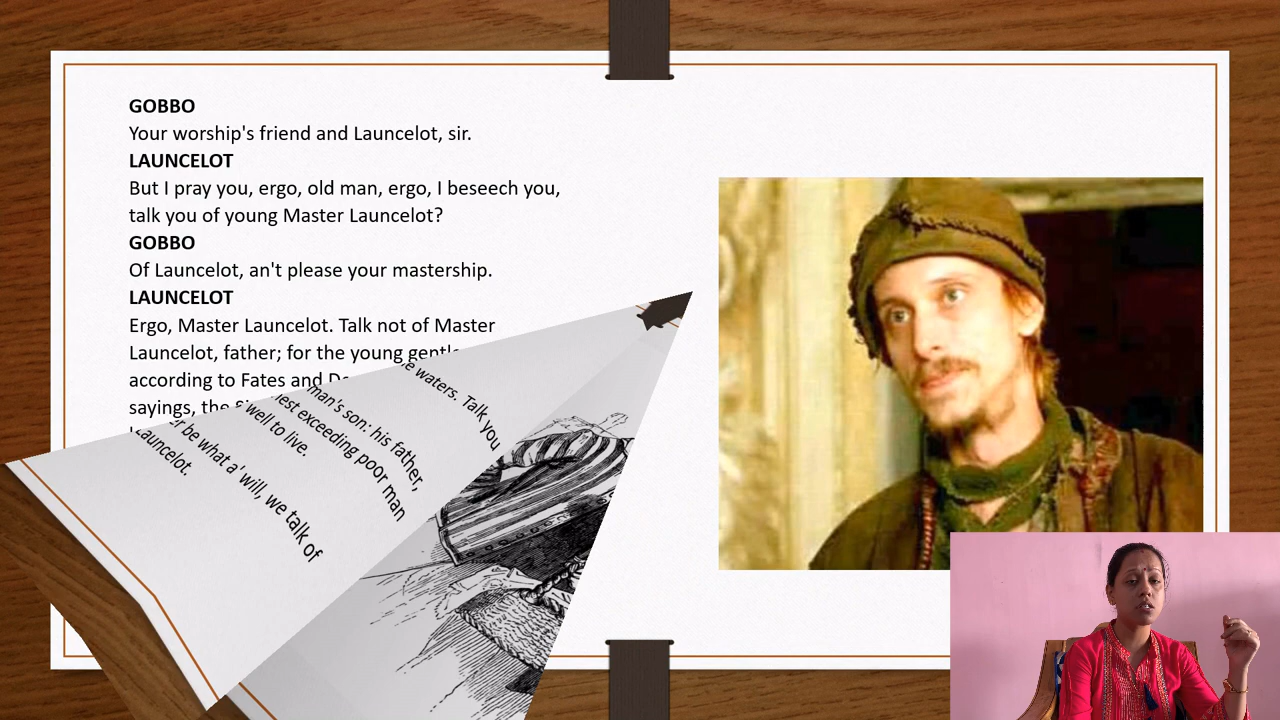 GOBBO
Your worship's friend and Launcelot, sir.
LAUNCELOT
But I pray you, ergo, old man, ergo, I beseech you,
talk you of young Master Launcelot?
GOBBO
Of Launcelot, an't please your mastership.
LAUNCELOT
Ergo, Master Launcelot. Talk not of Master
Launcelot, father; for the young
according to Fates and
sayings, the
waters. Talk you
man's son: his father,
exceeding poor man
well to live.
be what a' will, we talk of
Launcelot.